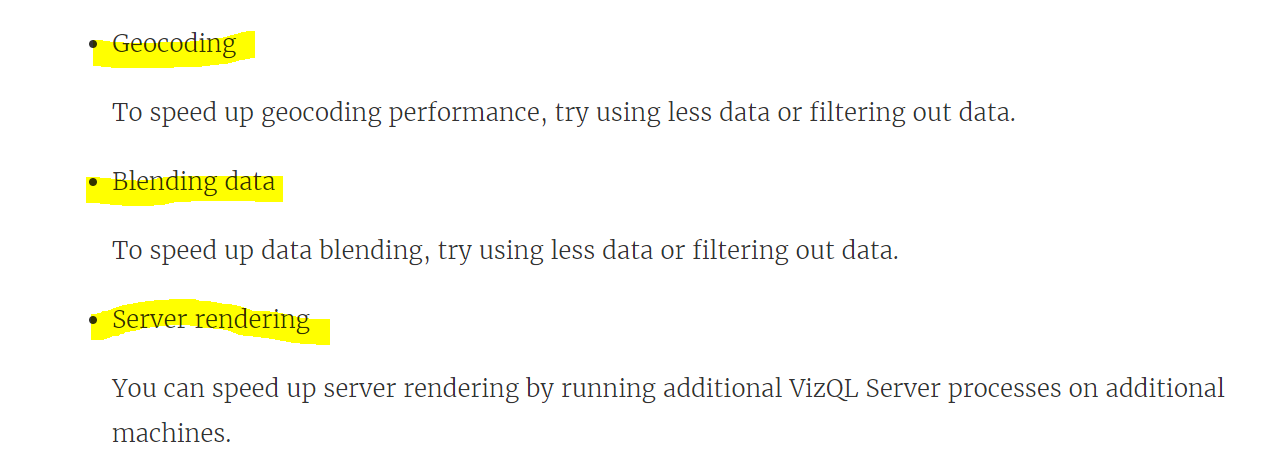 • Geocoding
To speed up geocoding performance, try using less data or filtering out data.
• Blending data
To speed up data blending, try using less data or filtering out data.
• Server rendering
You can speed up server rendering by running additional VizQL Server processes on additional
machines.